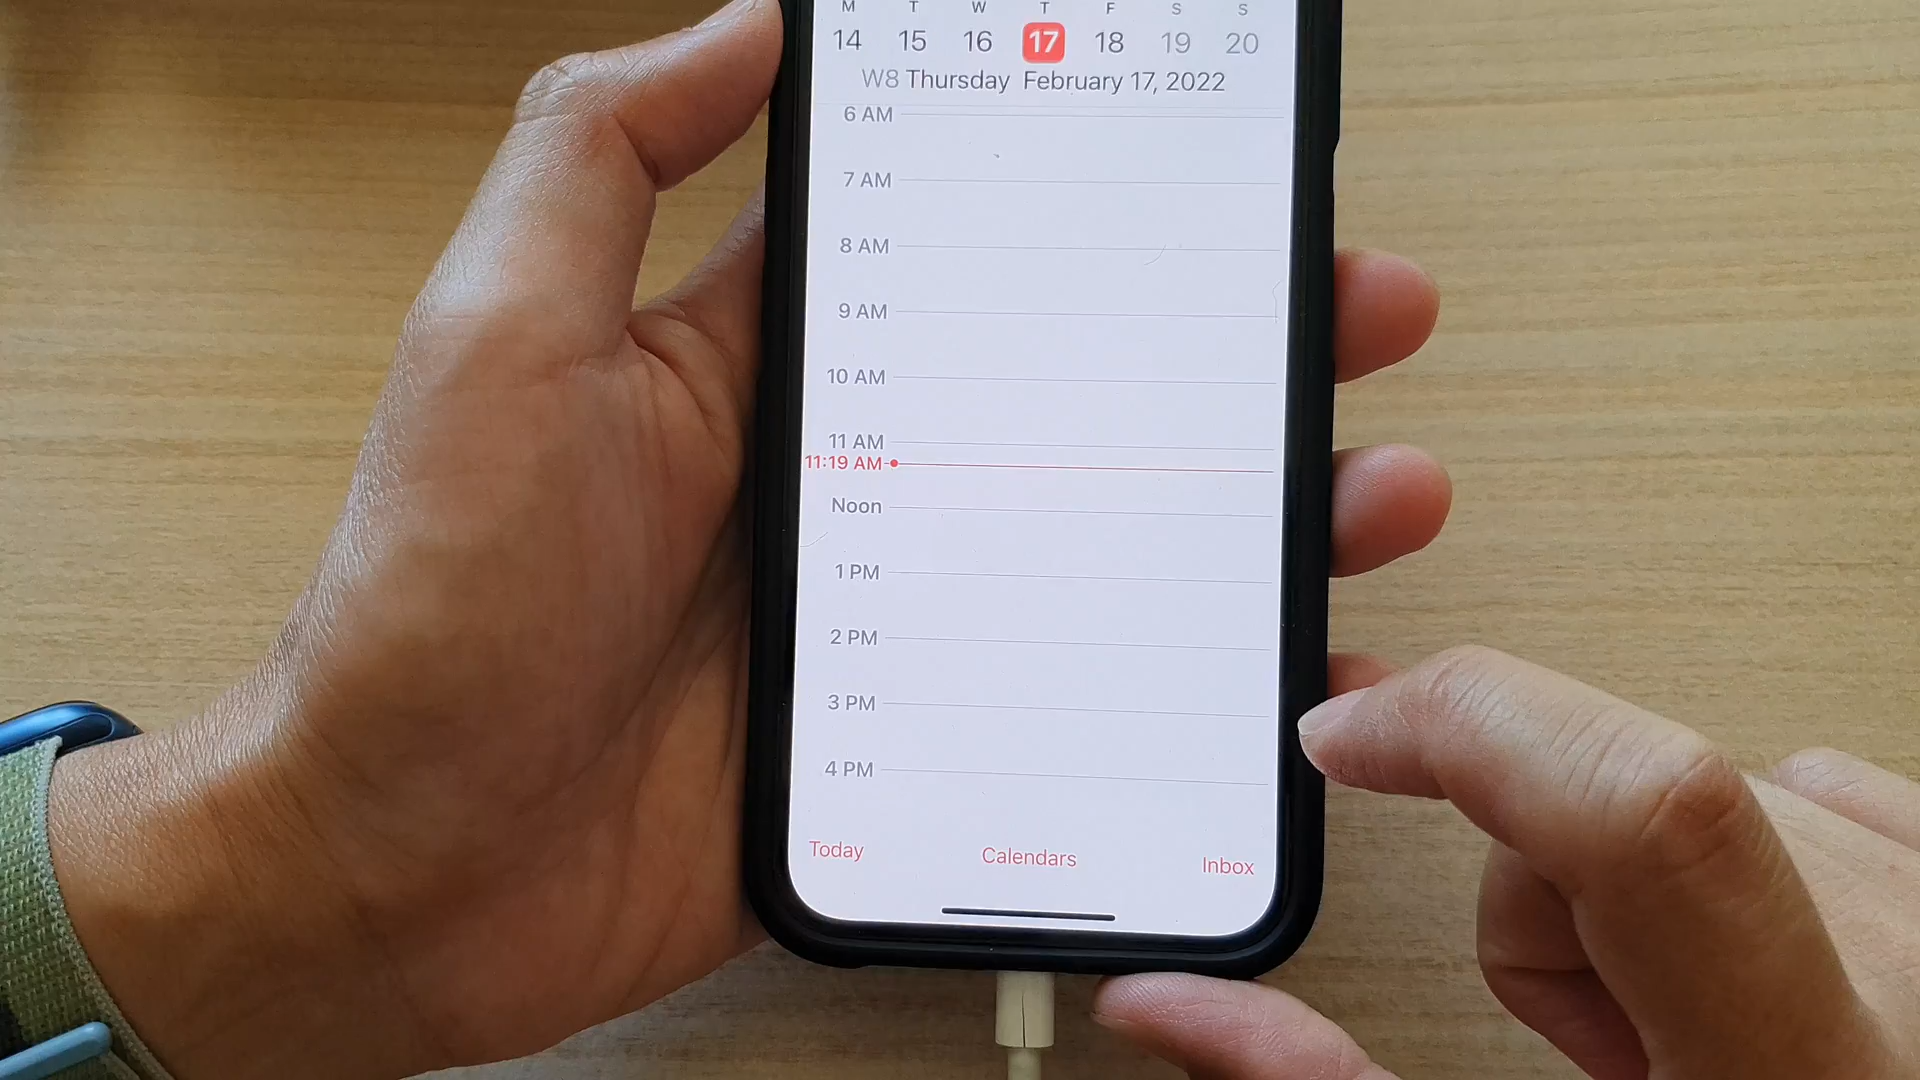 M T W T F S S
14 15 16 17 18 19 20
W8 Thursday February 17, 2022
6 AM
7 AM
8 AM
9 AM
10 AM
11 AM
11:19 AM
Noon
1 PM
2 PM
3 PM
4 PM
Today Calendars Inbox